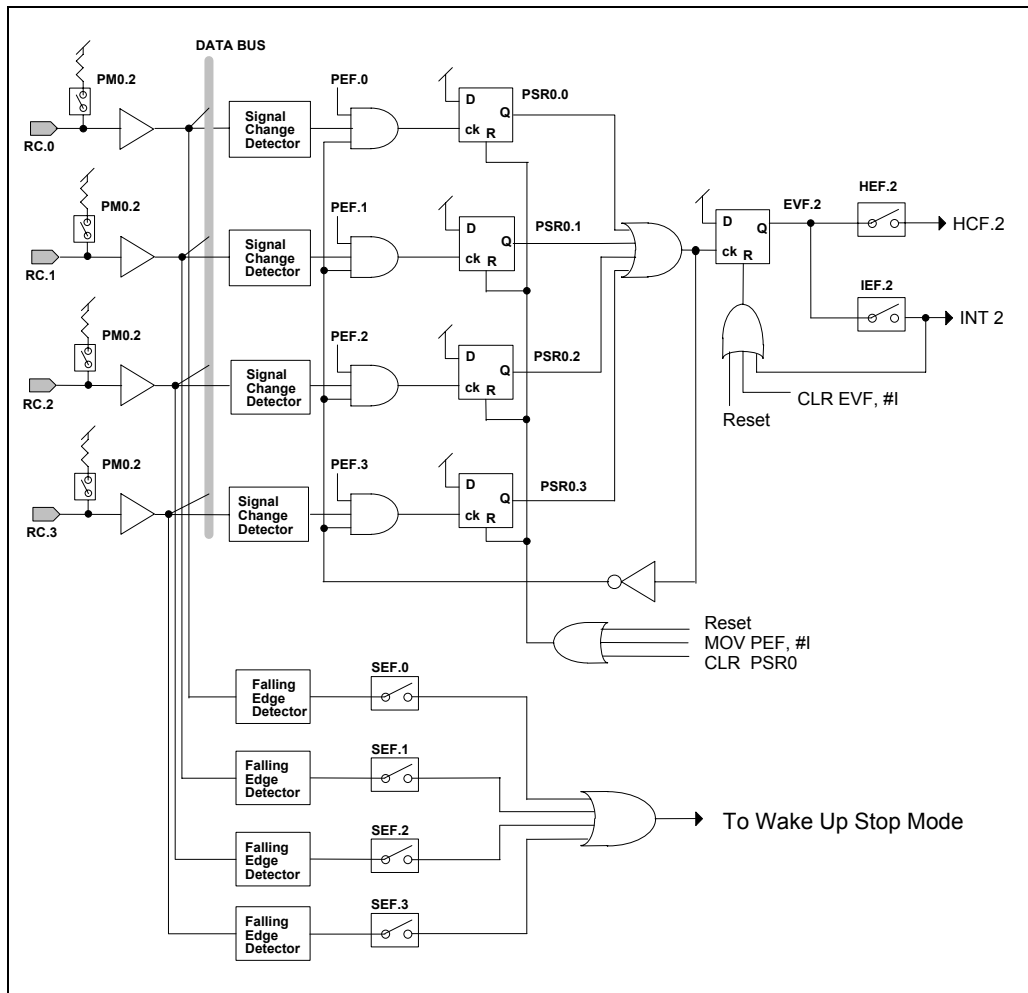 DATA BUS
PM0.2
RC.0
Signal
Change
Detector
PEF.0
D
Q
ck
R
PSR0.0
PM0.2
RC.1
Signal
Change
Detector
PEF.1
D
Q
ck
R
PSR0.1
PM0.2
RC.2
Signal
Change
Detector
PEF.2
D
Q
ck
R
PSR0.2
PM0.2
RC.3
Signal
Change
Detector
PEF.3
D
Q
ck
R
PSR0.3
D
Q
ck
R
EVF.2
HEF.2
HCF.2
IEF.2
INT 2
CLR EVF, #I
Reset
Reset
MOV PEF, #I
CLR PSR0
Falling
Edge
Detector
SEF.0
Falling
Edge
Detector
SEF.1
Falling
Edge
Detector
SEF.2
Falling
Edge
Detector
SEF.3
To Wake Up Stop Mode